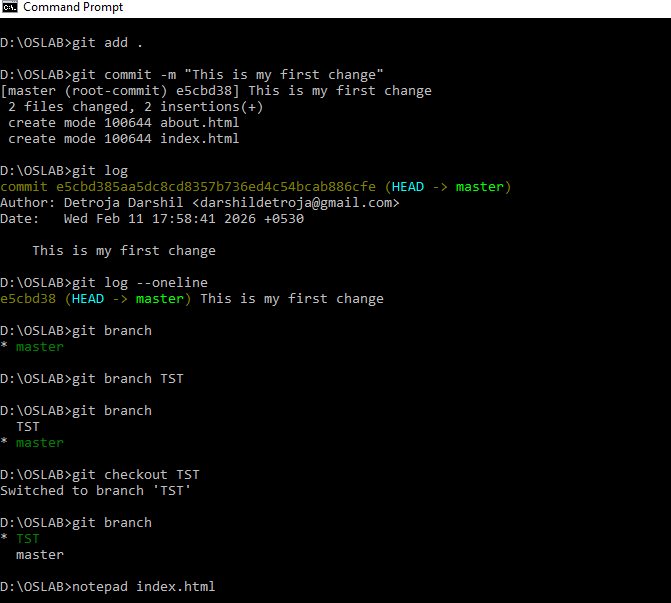 Command Prompt
D:\OSLAB>git add .
D:\OSLAB>git commit -m "This is my first change"
[master (root-commit) e5cbd38] This is my first change
 2 files changed, 2 insertions(+)
 create mode 100644 about.html
 create mode 100644 index.html
D:\OSLAB>git log
commit e5cbd385aa5dc8cd8357b736ed4c54bcab886cfe (HEAD -> master)
Author: Detroja Darshil <darshildetroja@gmail.com>
Date:   Wed Feb 11 17:58:41 2026 +0530
    This is my first change
D:\OSLAB>git log --oneline
e5cbd38 (HEAD -> master) This is my first change
D:\OSLAB>git branch
* master
D:\OSLAB>git branch TST
D:\OSLAB>git branch
  TST
* master
D:\OSLAB>git checkout TST
Switched to branch 'TST'
D:\OSLAB>git branch
* TST
  master
D:\OSLAB>notepad index.html